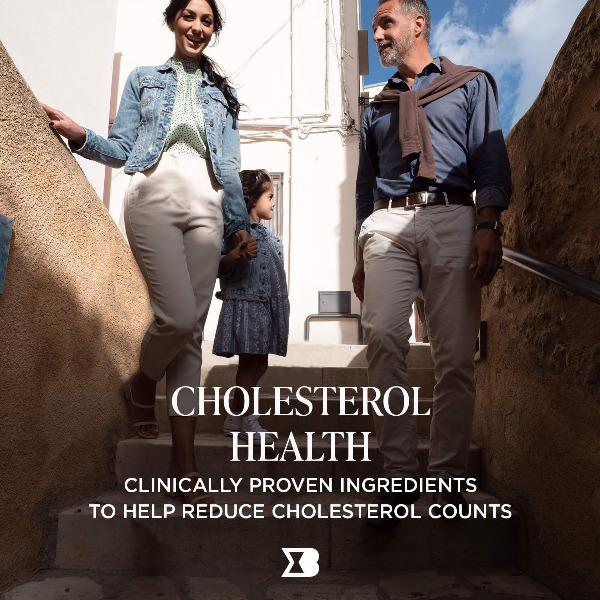 CHOLESTEROL
HEALTH
CLINICALLY PROVEN INGREDIENTS
TO HELP REDUCE CHOLESTEROL COUNTS